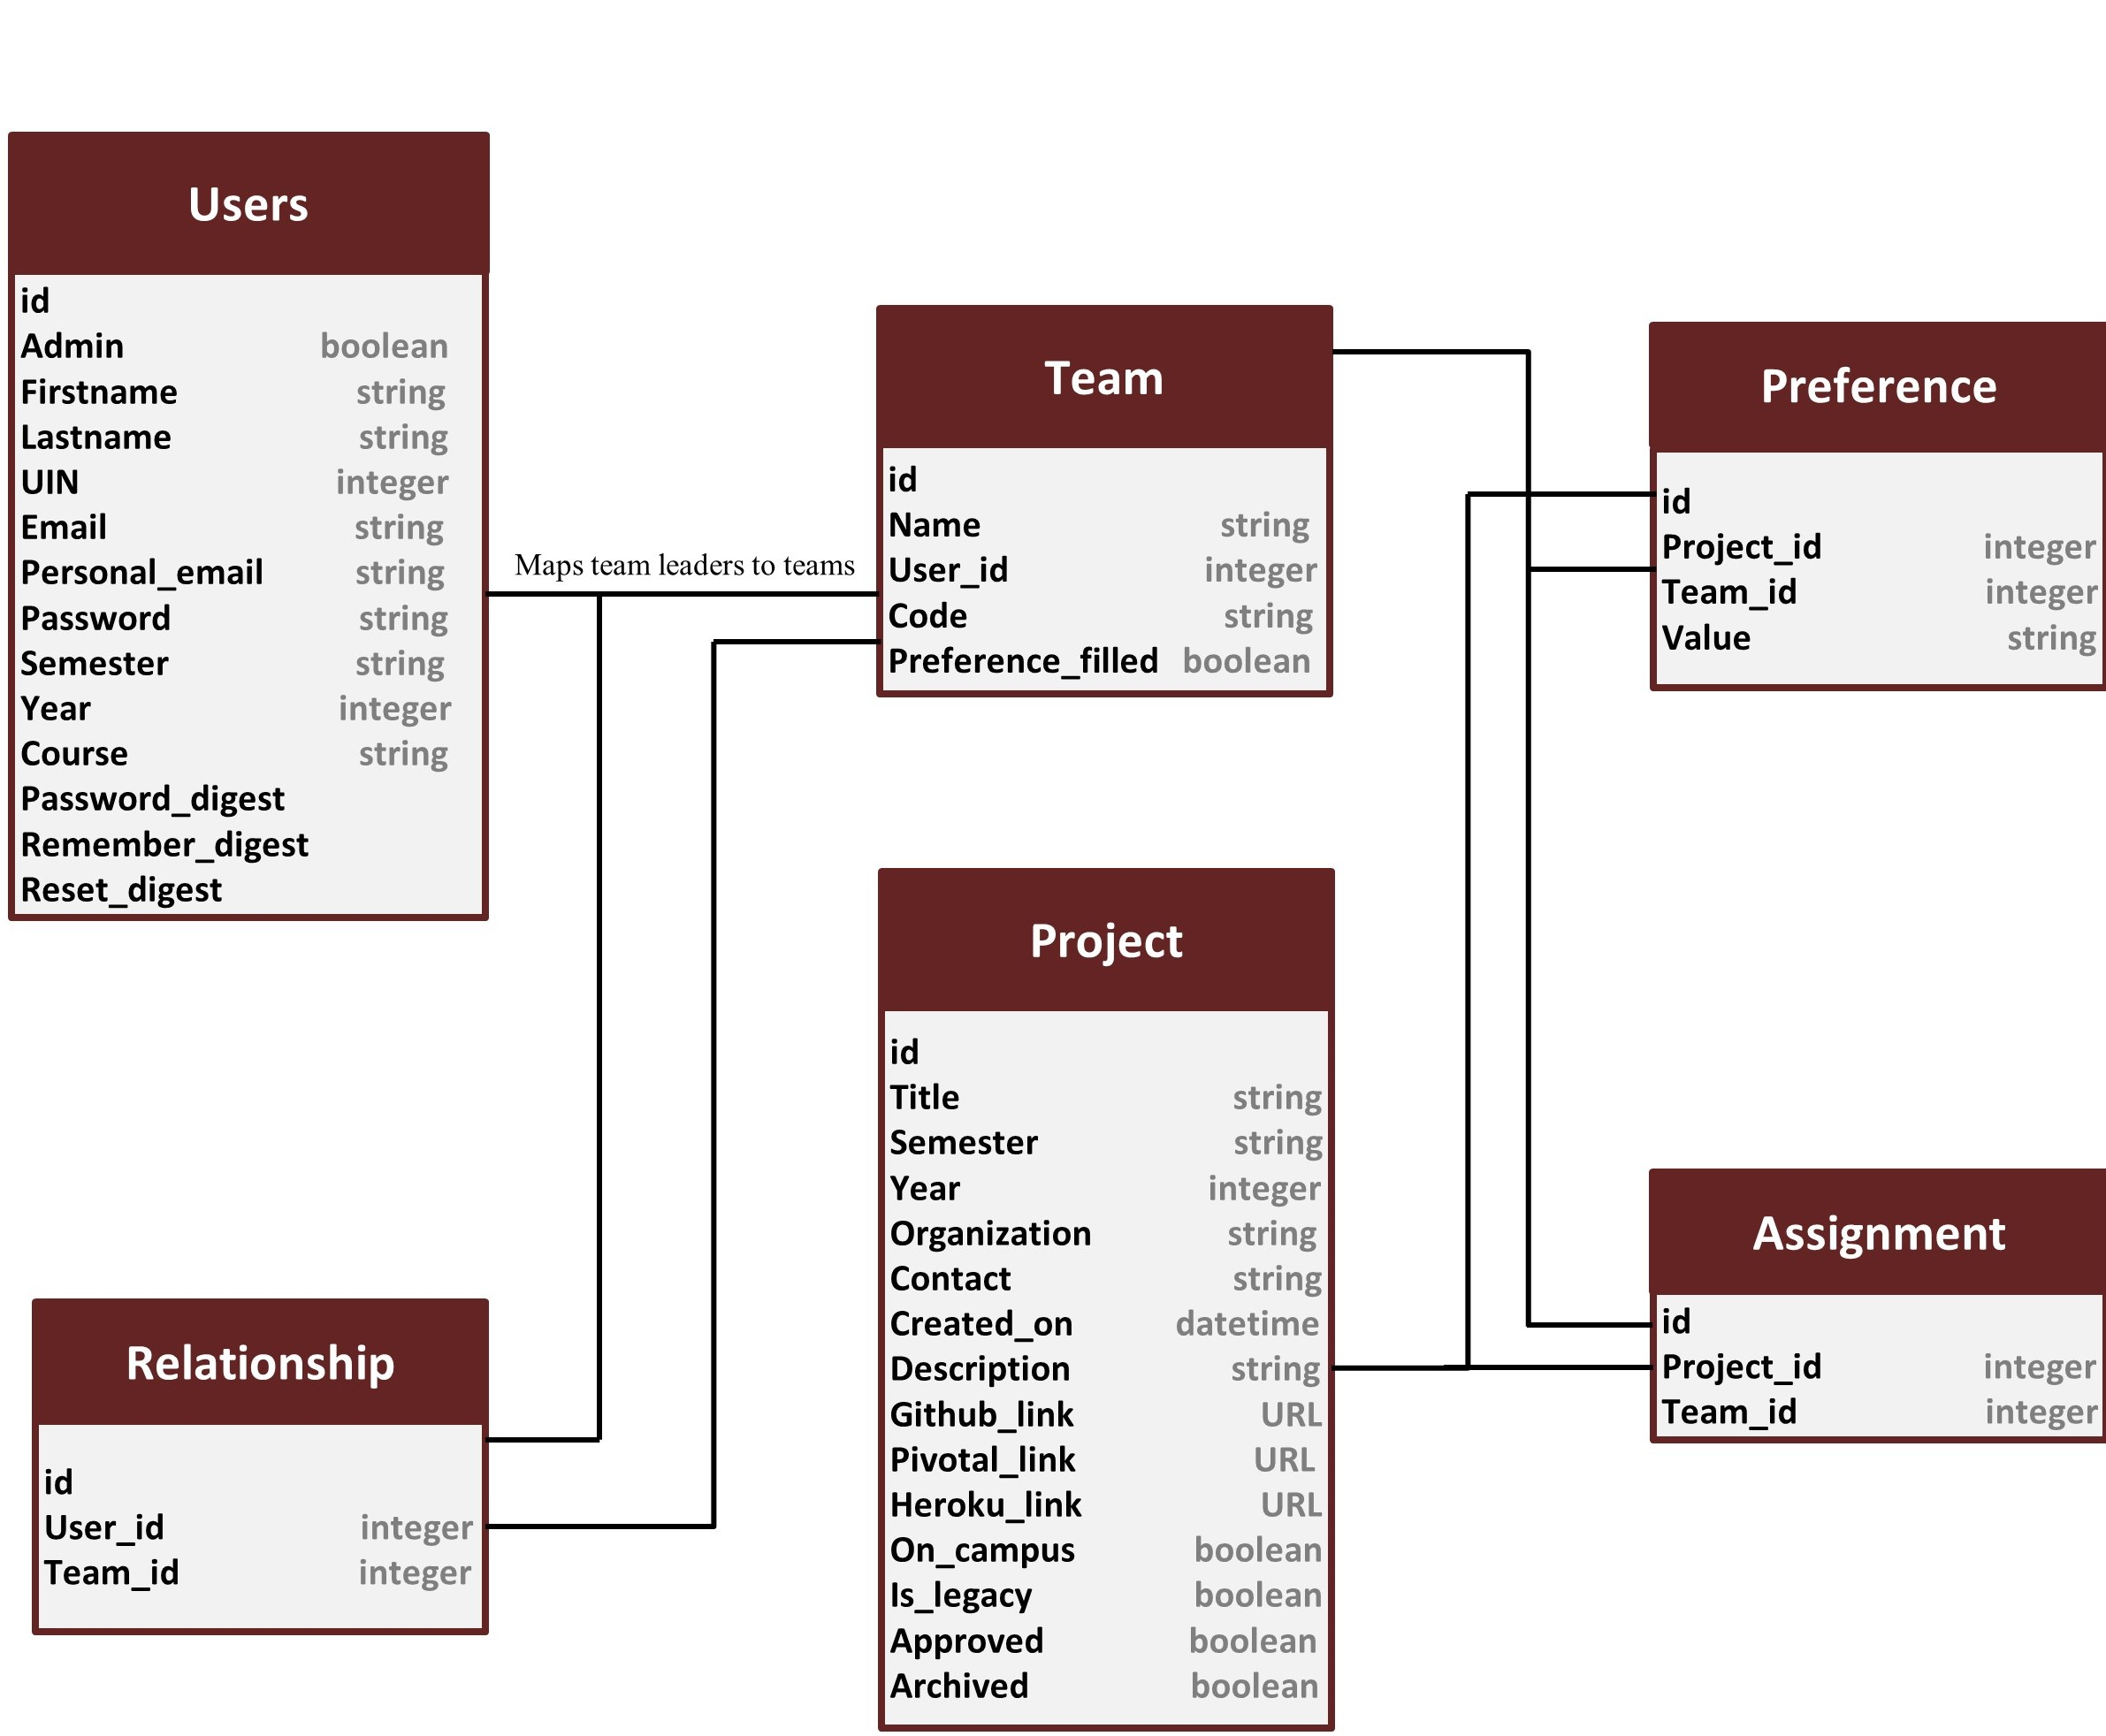 Users
id
Admin boolean
Firstname string
Lastname string
UIN integer
Email string
Personal_email string
Password string
Semester string
Year integer
Course string
Password_digest
Remember_digest
Reset_digest
Maps team leaders to teams
Team
id
Name string
User_id integer
Code string
Preference_filled boolean
Preference
id
Project_id integer
Team_id integer
Value string
Project
id
Title string
Semester string
Year integer
Organization string
Contact string
Created_on datetime
Description string
Github_link URL
Pivotal_link URL
Heroku_link URL
On_campus boolean
Is_legacy boolean
Approved boolean
Archived boolean
Assignment
id
Project_id integer
Team_id integer
Relationship
id
User_id integer
Team_id integer